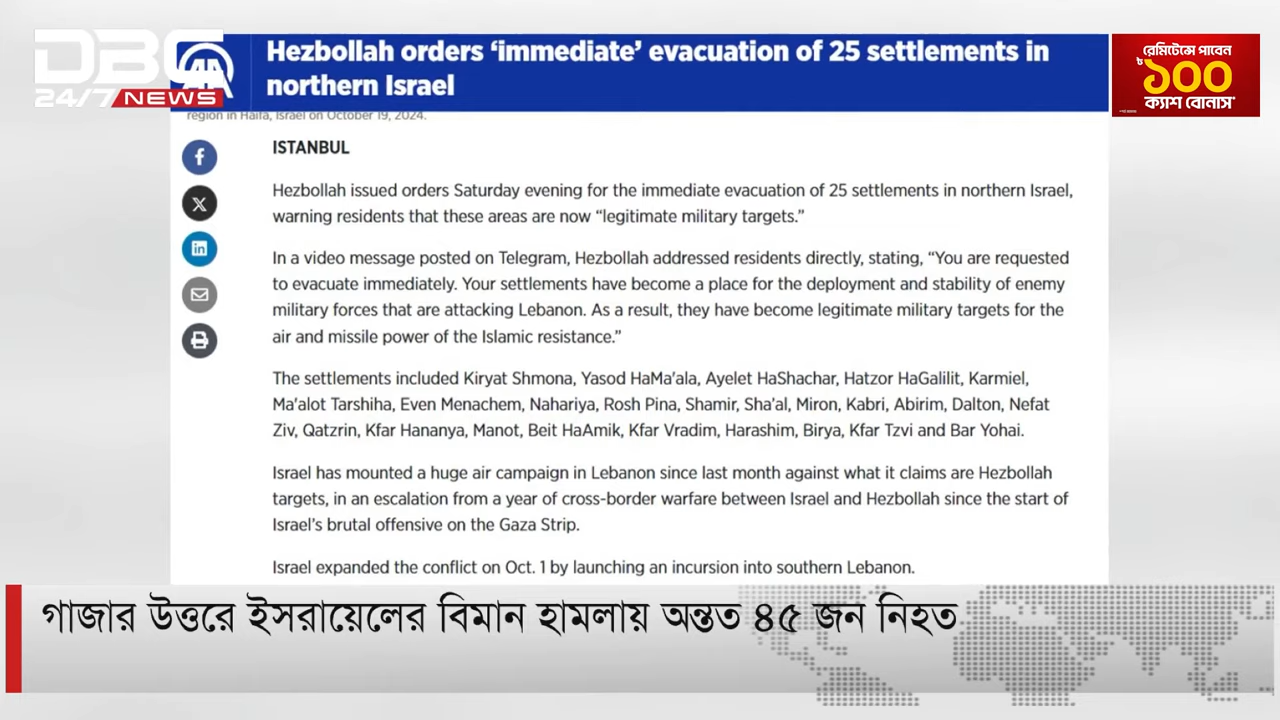 DBC
24/7 NEWS
AA
Hezbollah orders ‘immediate’ evacuation of 25 settlements in
northern Israel
রেমিটেন্সে পাবেন
৳১০০
ক্যাশ বোনাস*
region in Haifa, Israel on October 19, 2024.
ISTANBUL
Hezbollah issued orders Saturday evening for the immediate evacuation of 25 settlements in northern Israel,
warning residents that these areas are now “legitimate military targets.”
In a video message posted on Telegram, Hezbollah addressed residents directly, stating, “You are requested
to evacuate immediately. Your settlements have become a place for the deployment and stability of enemy
military forces that are attacking Lebanon. As a result, they have become legitimate military targets for the
air and missile power of the Islamic resistance.”
The settlements included Kiryat Shmona, Yasod HaMa'ala, Ayelet HaShachar, Hatzor HaGalilit, Karmiel,
Ma'alot Tarshiha, Even Menachem, Nahariya, Rosh Pina, Shamir, Sha’al, Miron, Kabri, Abirim, Dalton, Nefat
Ziv, Qatzrin, Kfar Hananya, Manot, Beit HaAmik, Kfar Vradim, Harashim, Birya, Kfar Tzvi and Bar Yohai.
Israel has mounted a huge air campaign in Lebanon since last month against what it claims are Hezbollah
targets, in an escalation from a year of cross-border warfare between Israel and Hezbollah since the start of
Israel’s brutal offensive on the Gaza Strip.
Israel expanded the conflict on Oct. 1 by launching an incursion into southern Lebanon.
গাজার উত্তরে ইসরায়েলের বিমান হামলায় অন্তত ৪৫ জন নিহত